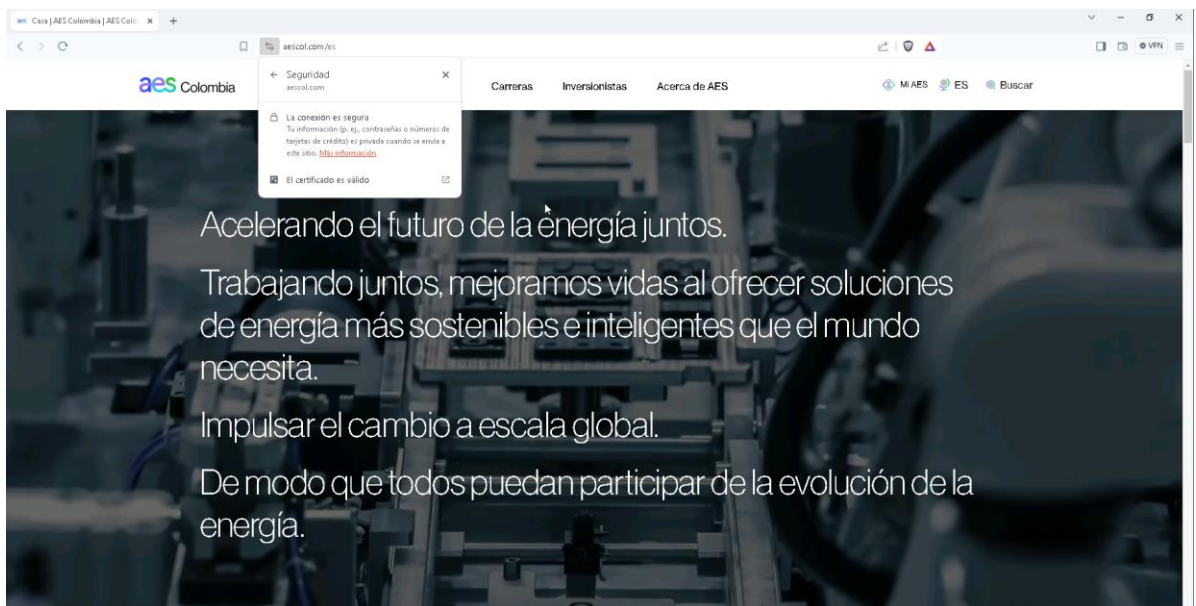 Casa | AES Colombia | AES Colo
aescol.com/es
VPN
aes Colombia
Seguridad
aescol.com
Carreras
Inversionistas
Acerca de AES
Mi AES
ES
Buscar
La conexión es segura
Tu información (p. ej., contraseñas o números de
tarjetas de crédito) es privada cuando se envía a
este sitio. Más información
El certificado es válido
Acelerando el futuro de la energía juntos.
Trabajando juntos, mejoramos vidas al ofrecer soluciones
de energía más sostenibles e inteligentes que el mundo
necesita.
Impulsar el cambio a escala global.
De modo que todos puedan participar de la evolución de la
energía.